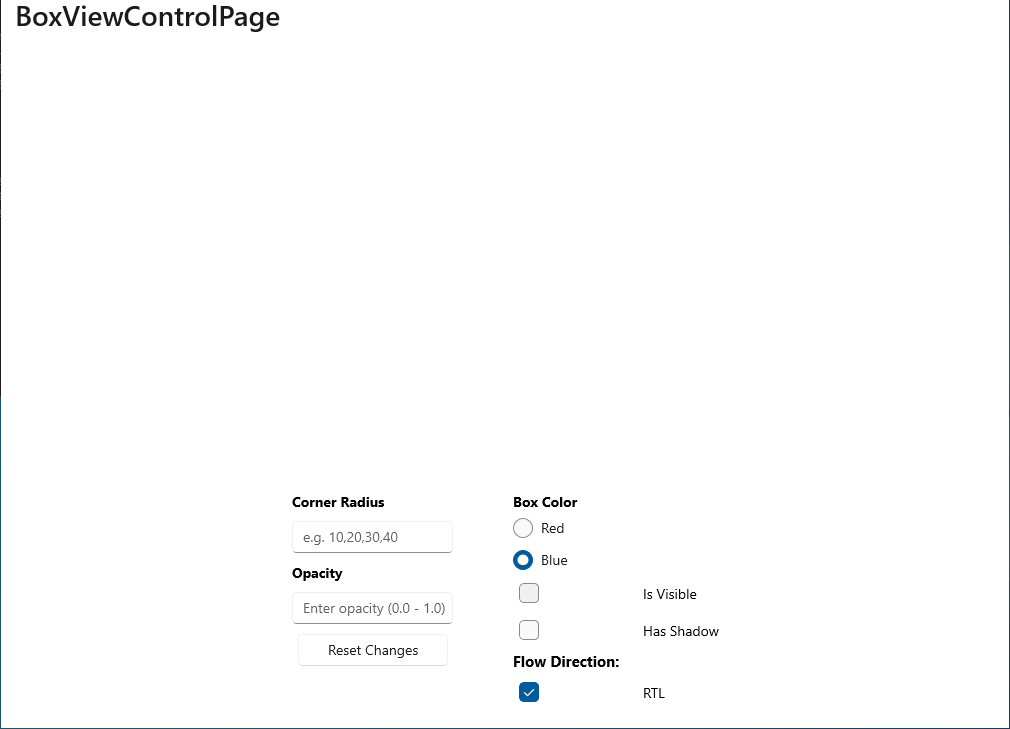 BoxViewControlPage
Corner Radius
e.g. 10,20,30,40
Opacity
Enter opacity (0.0 - 1.0)
Reset Changes
Box Color
Red
Blue
Is Visible
Has Shadow
Flow Direction:
RTL